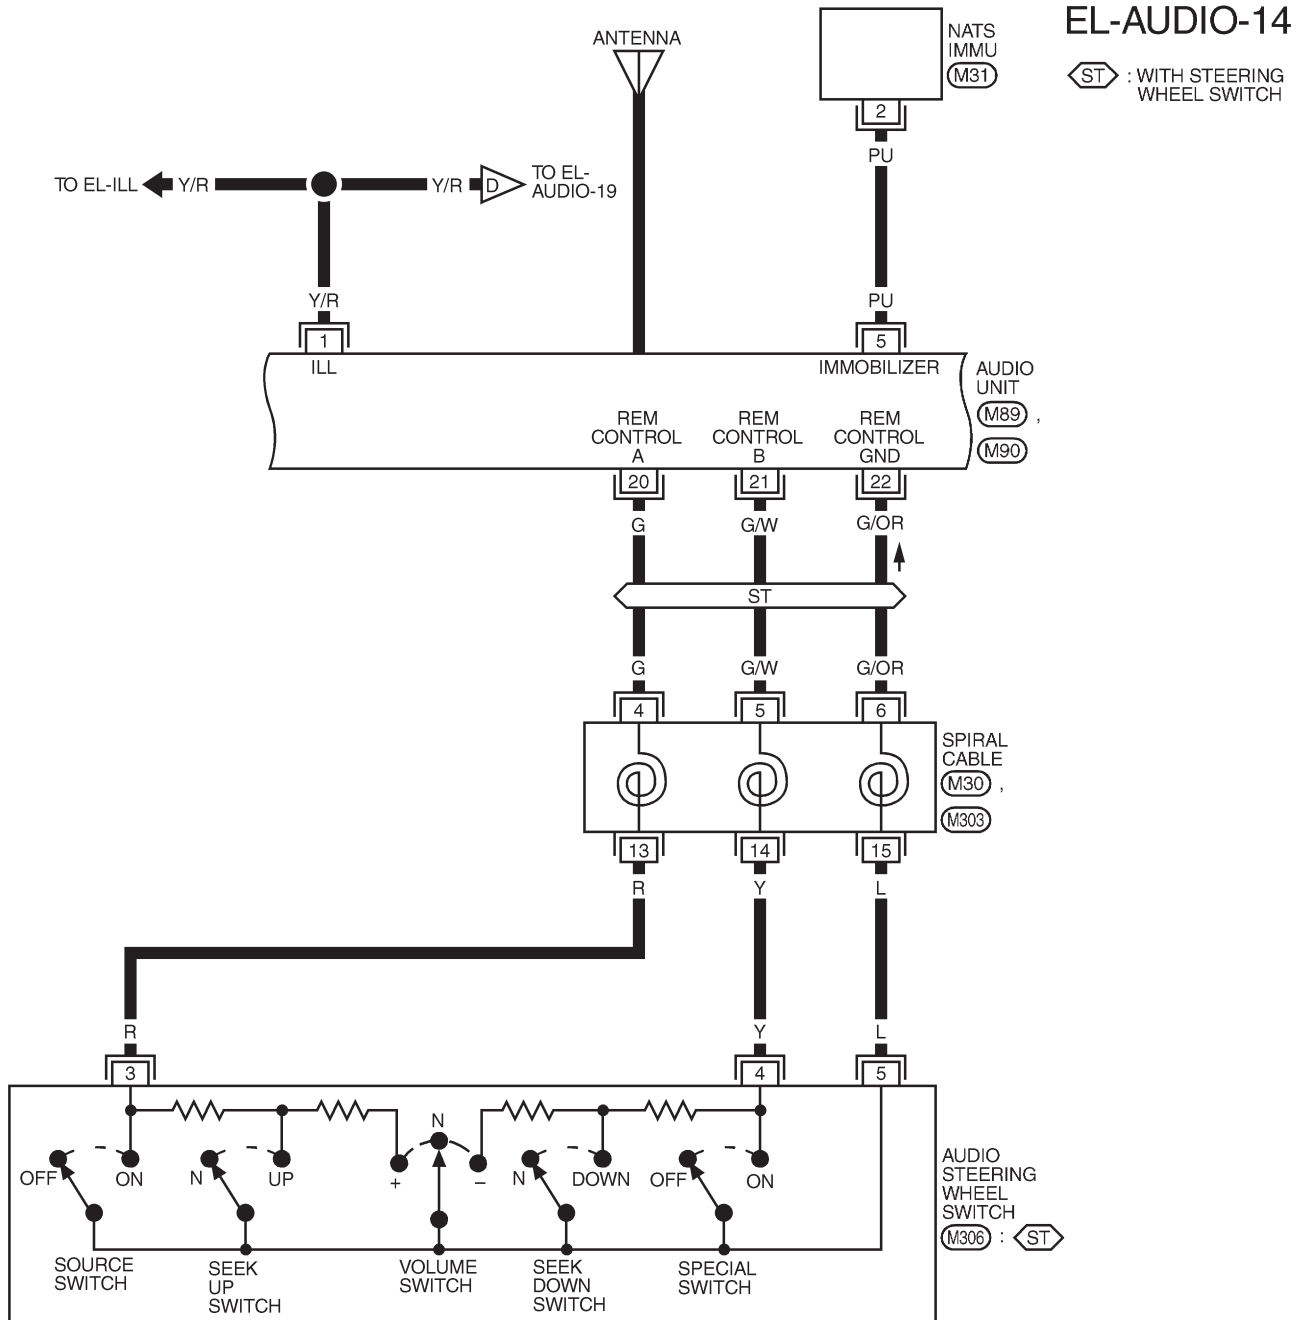 EL-AUDIO-14
ST : WITH STEERING
WHEEL SWITCH
ANTENNA
NATS
IMMU
M31
2
PU
TO EL-ILL Y/R Y/R D TO EL-
AUDIO-19
Y/R
PU
1
5
ILL
IMMOBILIZER
AUDIO
UNIT
M89 ,
M90
REM
CONTROL
A
REM
CONTROL
B
REM
CONTROL
GND
20 21 22
G G/W G/OR
ST
G G/W G/OR
4 5 6
SPIRAL
CABLE
M30 ,
M303
13 14 15
R Y L
R Y L
3 4 5
OFF ON N UP + N - N DOWN OFF ON
SOURCE
SWITCH
SEEK
UP
SWITCH
VOLUME
SWITCH
SEEK
DOWN
SWITCH
SPECIAL
SWITCH
AUDIO
STEERING
WHEEL
SWITCH
M306 : ST